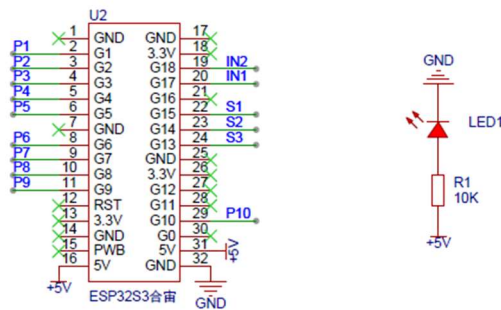 U2
1 GND GND 17
P1 2 G1 3.3V 18
P2 3 G2 G18 19 IN2
P3 4 G3 G17 20 IN1
P4 5 G4 G16 21
P5 6 G5 G15 22 S1
7 GND G14 23 S2
P6 8 G6 G13 24 S3
P7 9 G7 GND 25
P8 10 G8 3.3V 26
P9 11 G9 G12 27
12 RST G11 28
13 3.3V G10 29 P10
14 GND G0 30
15 PWB 5V 31 +5V
16 5V GND 32
+5V
ESP32S3合宙
GND
GND
LED1
R1
10K
+5V